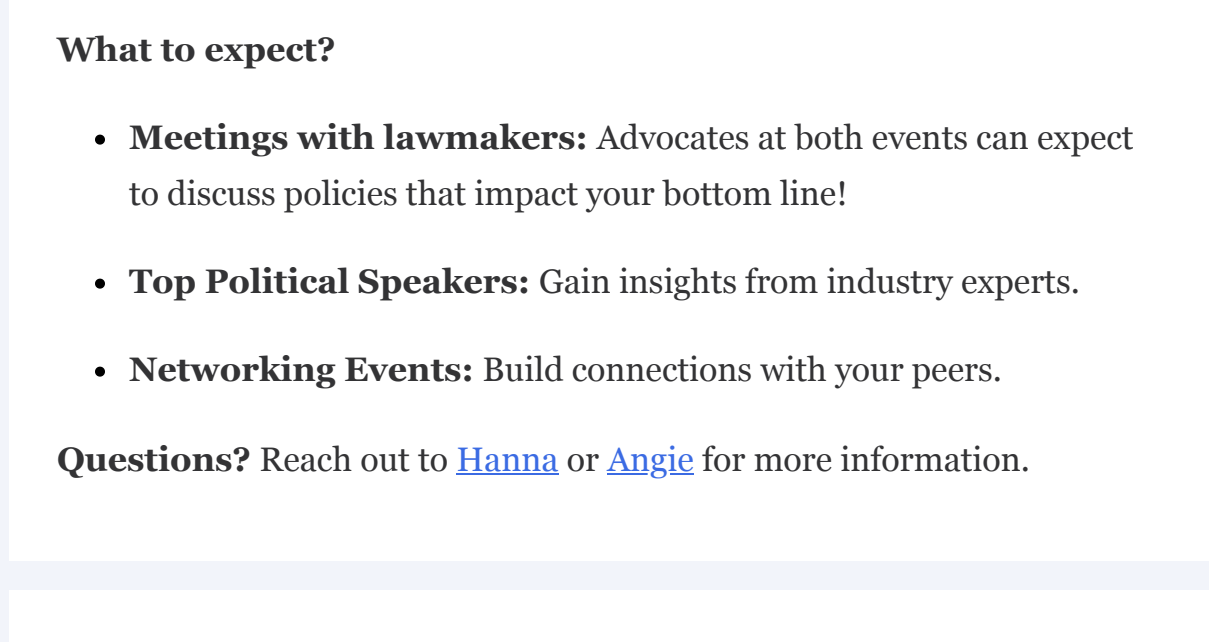 What to expect?
• Meetings with lawmakers: Advocates at both events can expect
to discuss policies that impact your bottom line!
• Top Political Speakers: Gain insights from industry experts.
• Networking Events: Build connections with your peers.
Questions? Reach out to Hanna or Angie for more information.